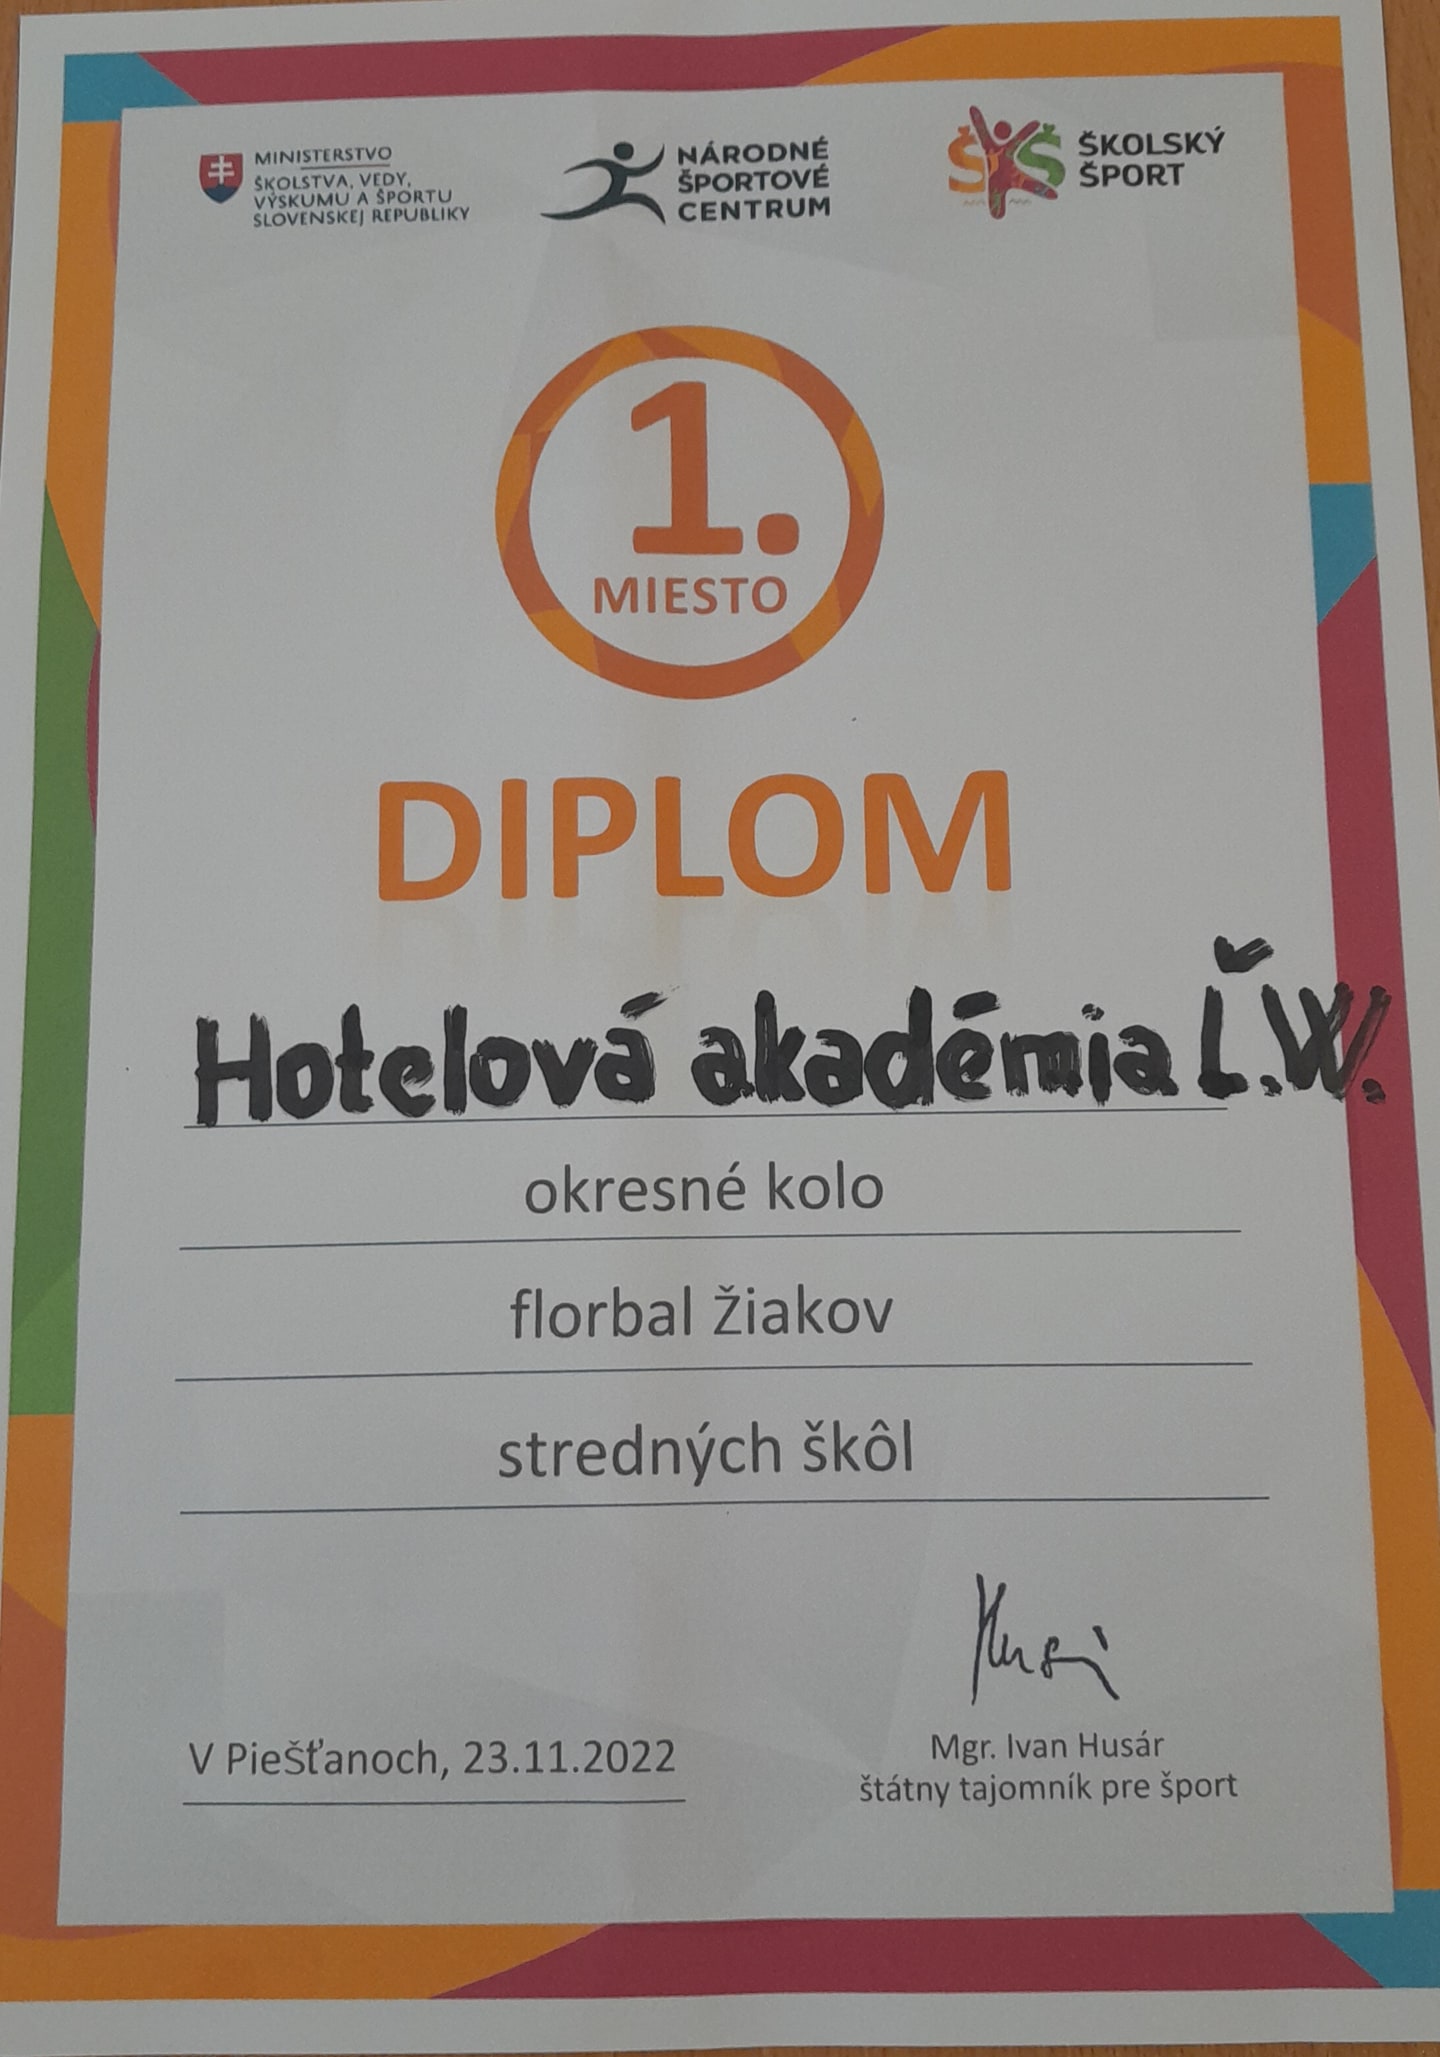 MINISTERSTVO
ŠKOLSTVA, VEDY,
VÝSKUMU A ŠPORTU
SLOVENSKEJ REPUBLIKY
NÁRODNÉ
ŠPORTOVÉ
CENTRUM
ŠŠ
ŠKOLSKÝ
ŠPORT
1.
MIESTO
DIPLOM
Hotelová akadémia Ľ.W.
okresné kolo
florbal žiakov
stredných škôl
V Piešťanoch, 23.11.2022
Mgr. Ivan Husár
štátny tajomník pre šport